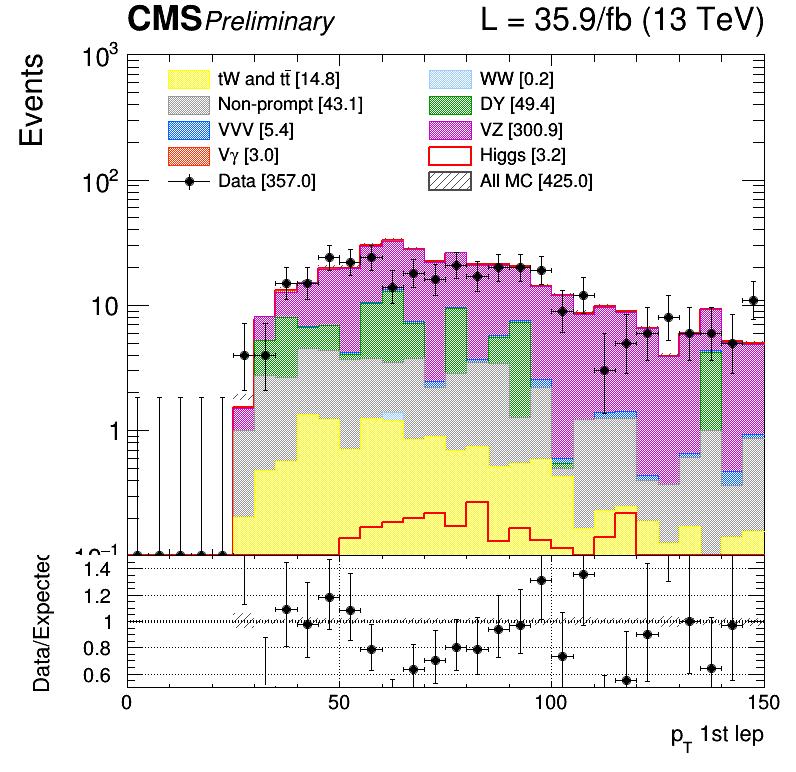 CMS Preliminary L = 35.9/fb (13 TeV)
Events
10³
10²
10
1
10⁻¹
tW and tt̄ [14.8]
Non-prompt [43.1]
VVV [5.4]
Vγ [3.0]
Data [357.0]
WW [0.2]
DY [49.4]
VZ [300.9]
Higgs [3.2]
All MC [425.0]
Data/Expected
1.4
1.2
1
0.8
0.6
0 50 100 150
p_T 1st lep